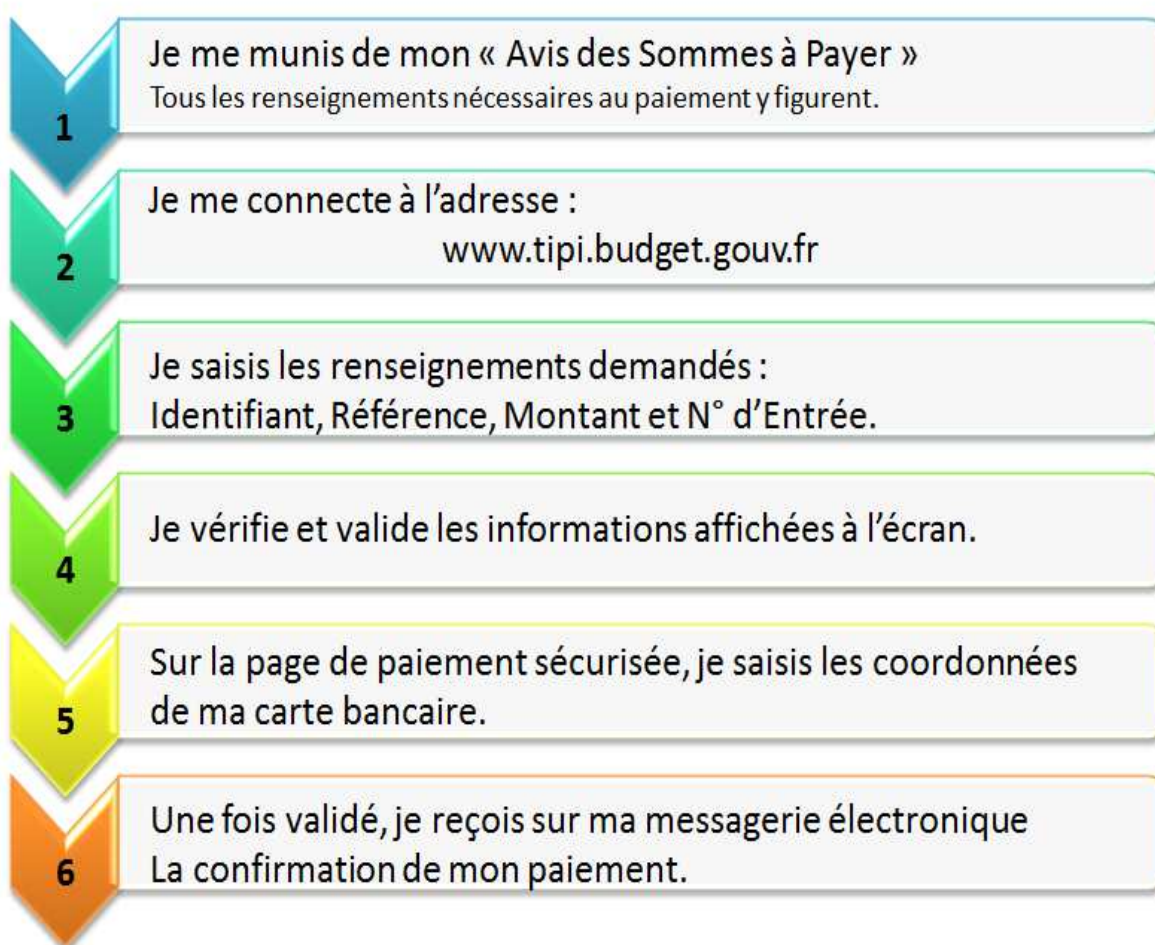 1
Je me munis de mon « Avis des Sommes à Payer »
Tous les renseignements nécessaires au paiement y figurent.
2
Je me connecte à l'adresse :
www.tipi.budget.gouv.fr
3
Je saisis les renseignements demandés :
Identifiant, Référence, Montant et N° d'Entrée.
4
Je vérifie et valide les informations affichées à l'écran.
5
Sur la page de paiement sécurisée, je saisis les coordonnées
de ma carte bancaire.
6
Une fois validé, je reçois sur ma messagerie électronique
La confirmation de mon paiement.